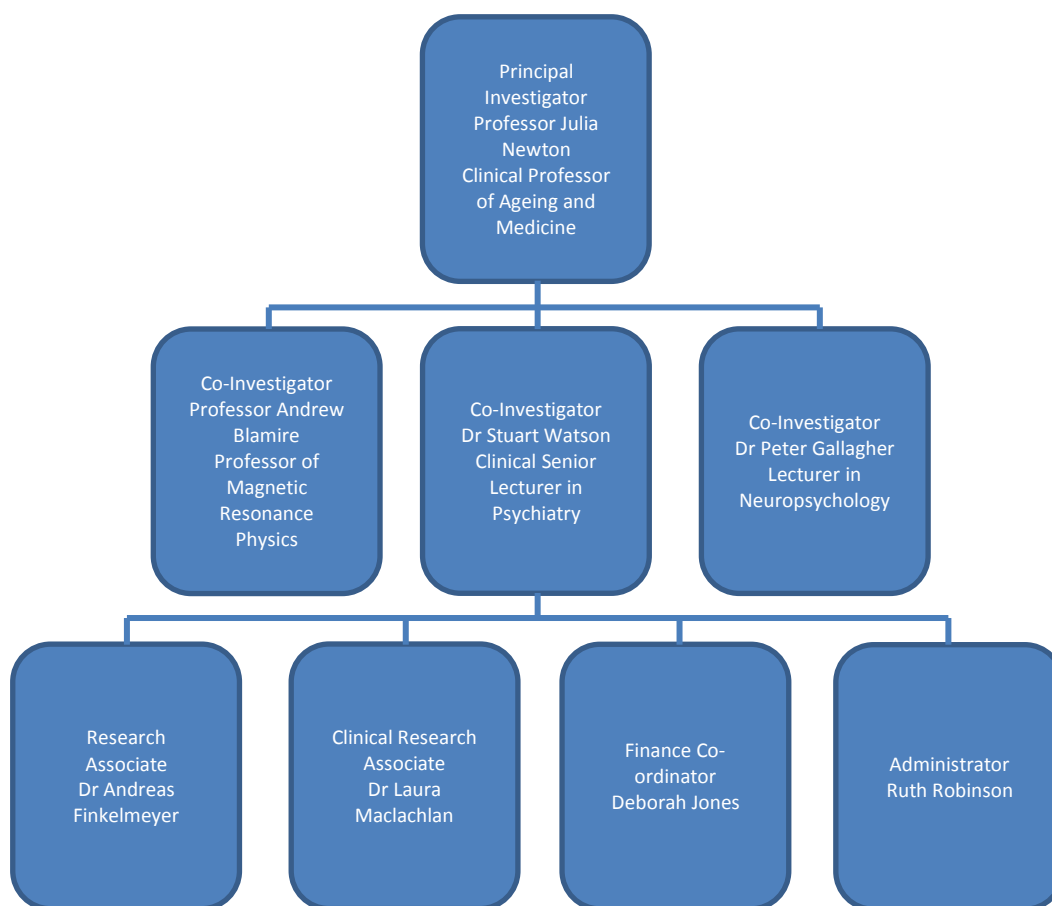 Principal
Investigator
Professor Julia
Newton
Clinical Professor
of Ageing and
Medicine
Co-Investigator
Professor Andrew
Blamire
Professor of
Magnetic
Resonance
Physics
Co-Investigator
Dr Stuart Watson
Clinical Senior
Lecturer in
Psychiatry
Co-Investigator
Dr Peter Gallagher
Lecturer in
Neuropsychology
Research
Associate
Dr Andreas
Finkelmeyer
Clinical Research
Associate
Dr Laura
Maclachlan
Finance Co-
ordinator
Deborah Jones
Administrator
Ruth Robinson